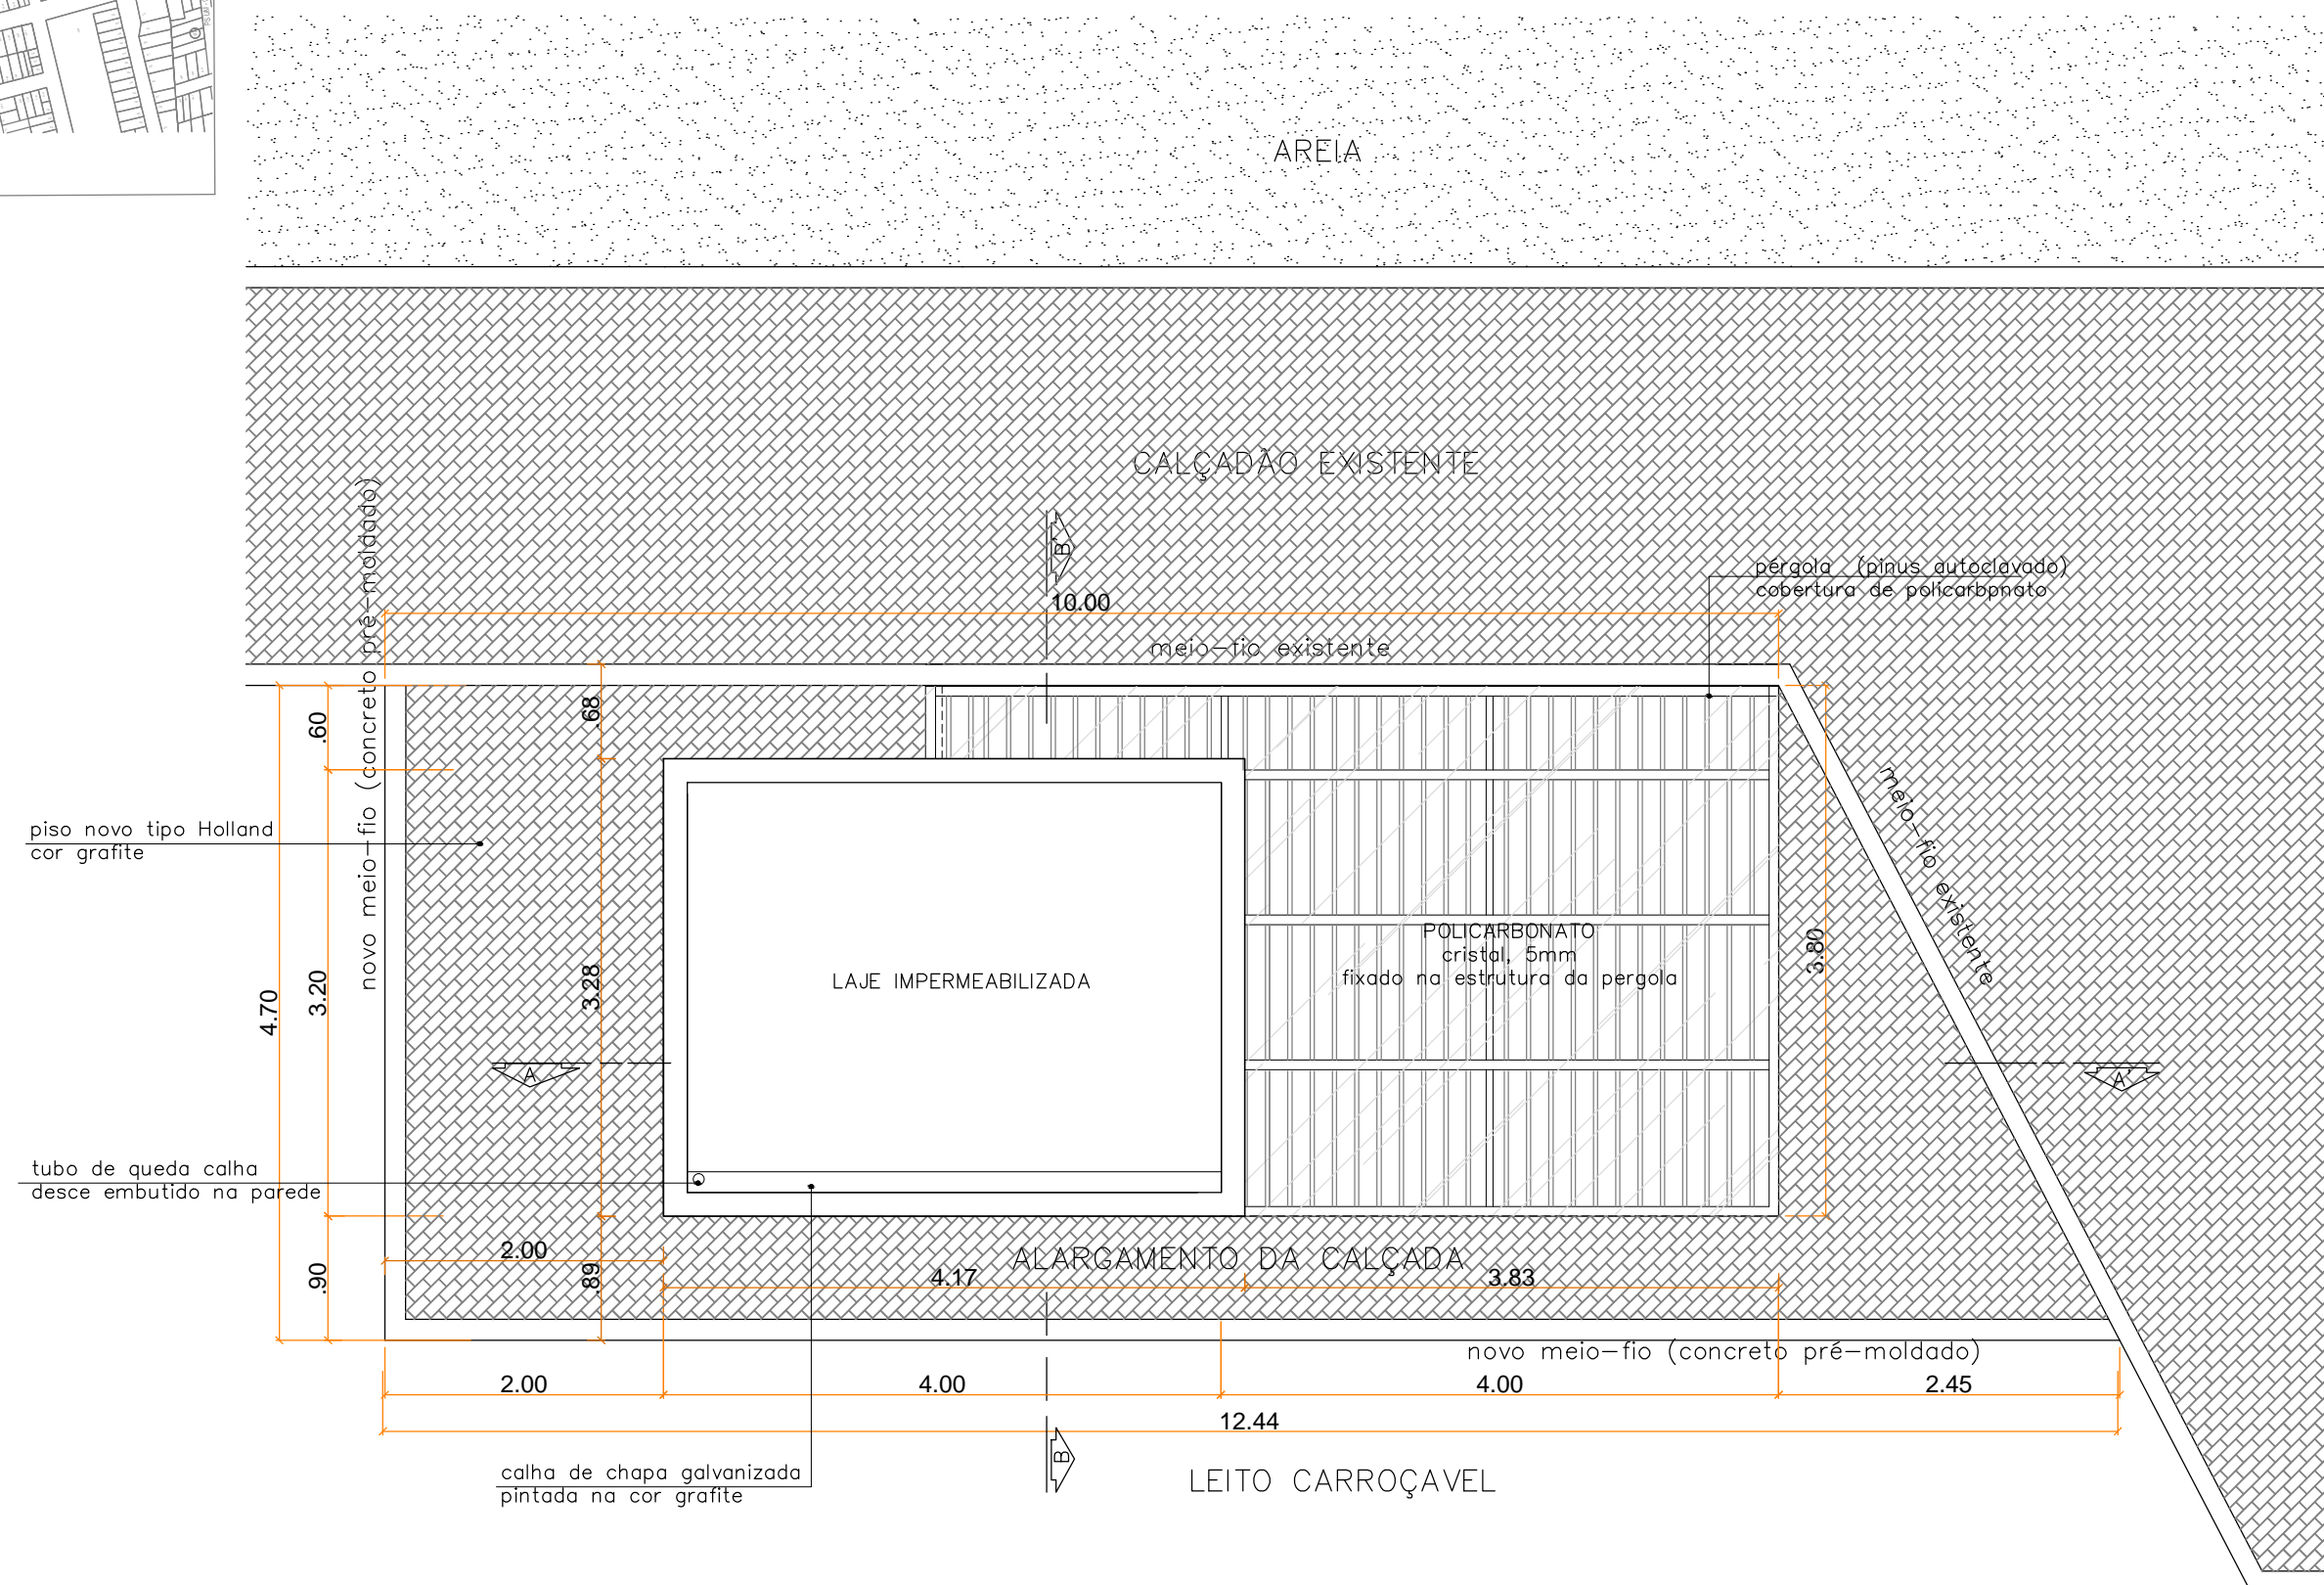 AREIA
CALÇADÃO EXISTENTE
B'
pérgola (pinus autoclavado)
cobertura de policarbpnato
10.00
meio-fio existente
novo meio-fio (concreto pré-moldado)
.60
.68
meio-fio existente
piso novo tipo Holland
cor grafite
4.70
3.20
3.28
3.80
LAJE IMPERMEABILIZADA
POLICARBONATO
cristal, 5mm
fixado na estrutura da pergola
A
A'
tubo de queda calha
desce embutido na parede
2.00
.90
.89
ALARGAMENTO DA CALÇADA
4.17
3.83
novo meio-fio (concreto pré-moldado)
2.00
4.00
4.00
2.45
12.44
B
calha de chapa galvanizada
pintada na cor grafite
LEITO CARROÇAVEL